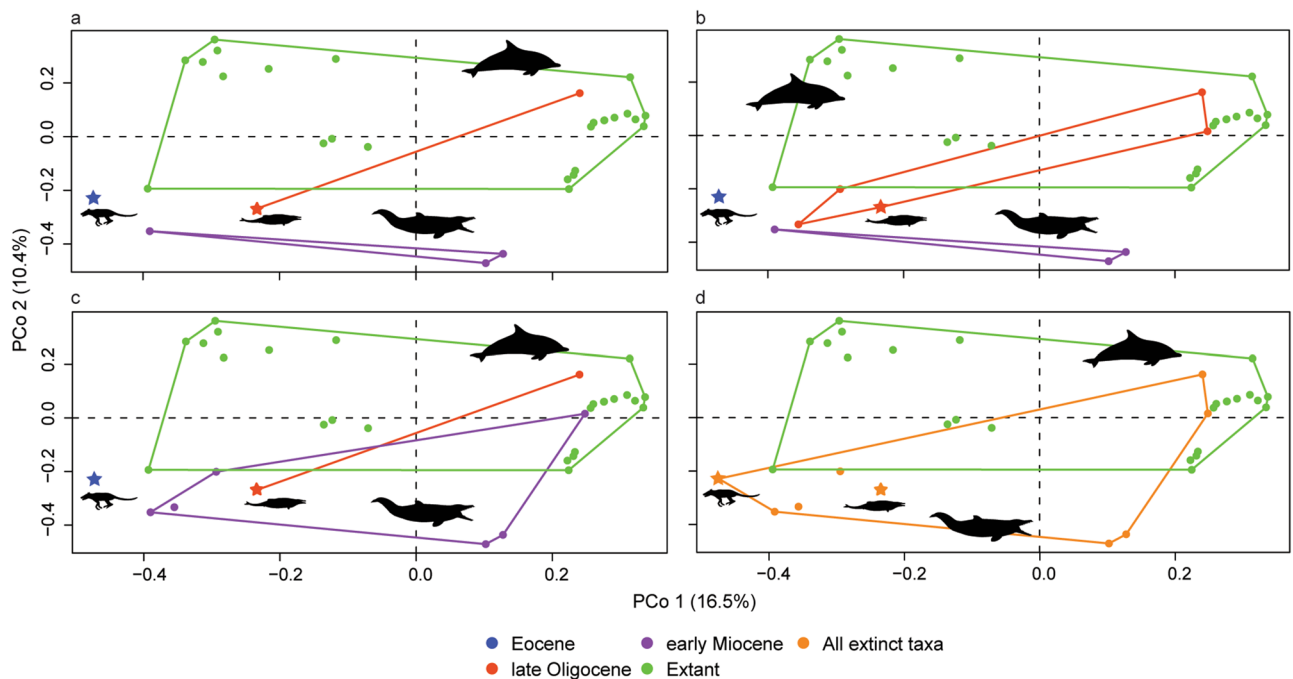 a
b
0.2
0.0
−0.2
−0.4
c
d
0.2
0.0
−0.2
−0.4
PCo 2 (10.4%)
−0.4
−0.2
0.0
0.2
−0.4
−0.2
0.0
0.2
PCo 1 (16.5%)
Eocene
early Miocene
All extinct taxa
late Oligocene
Extant